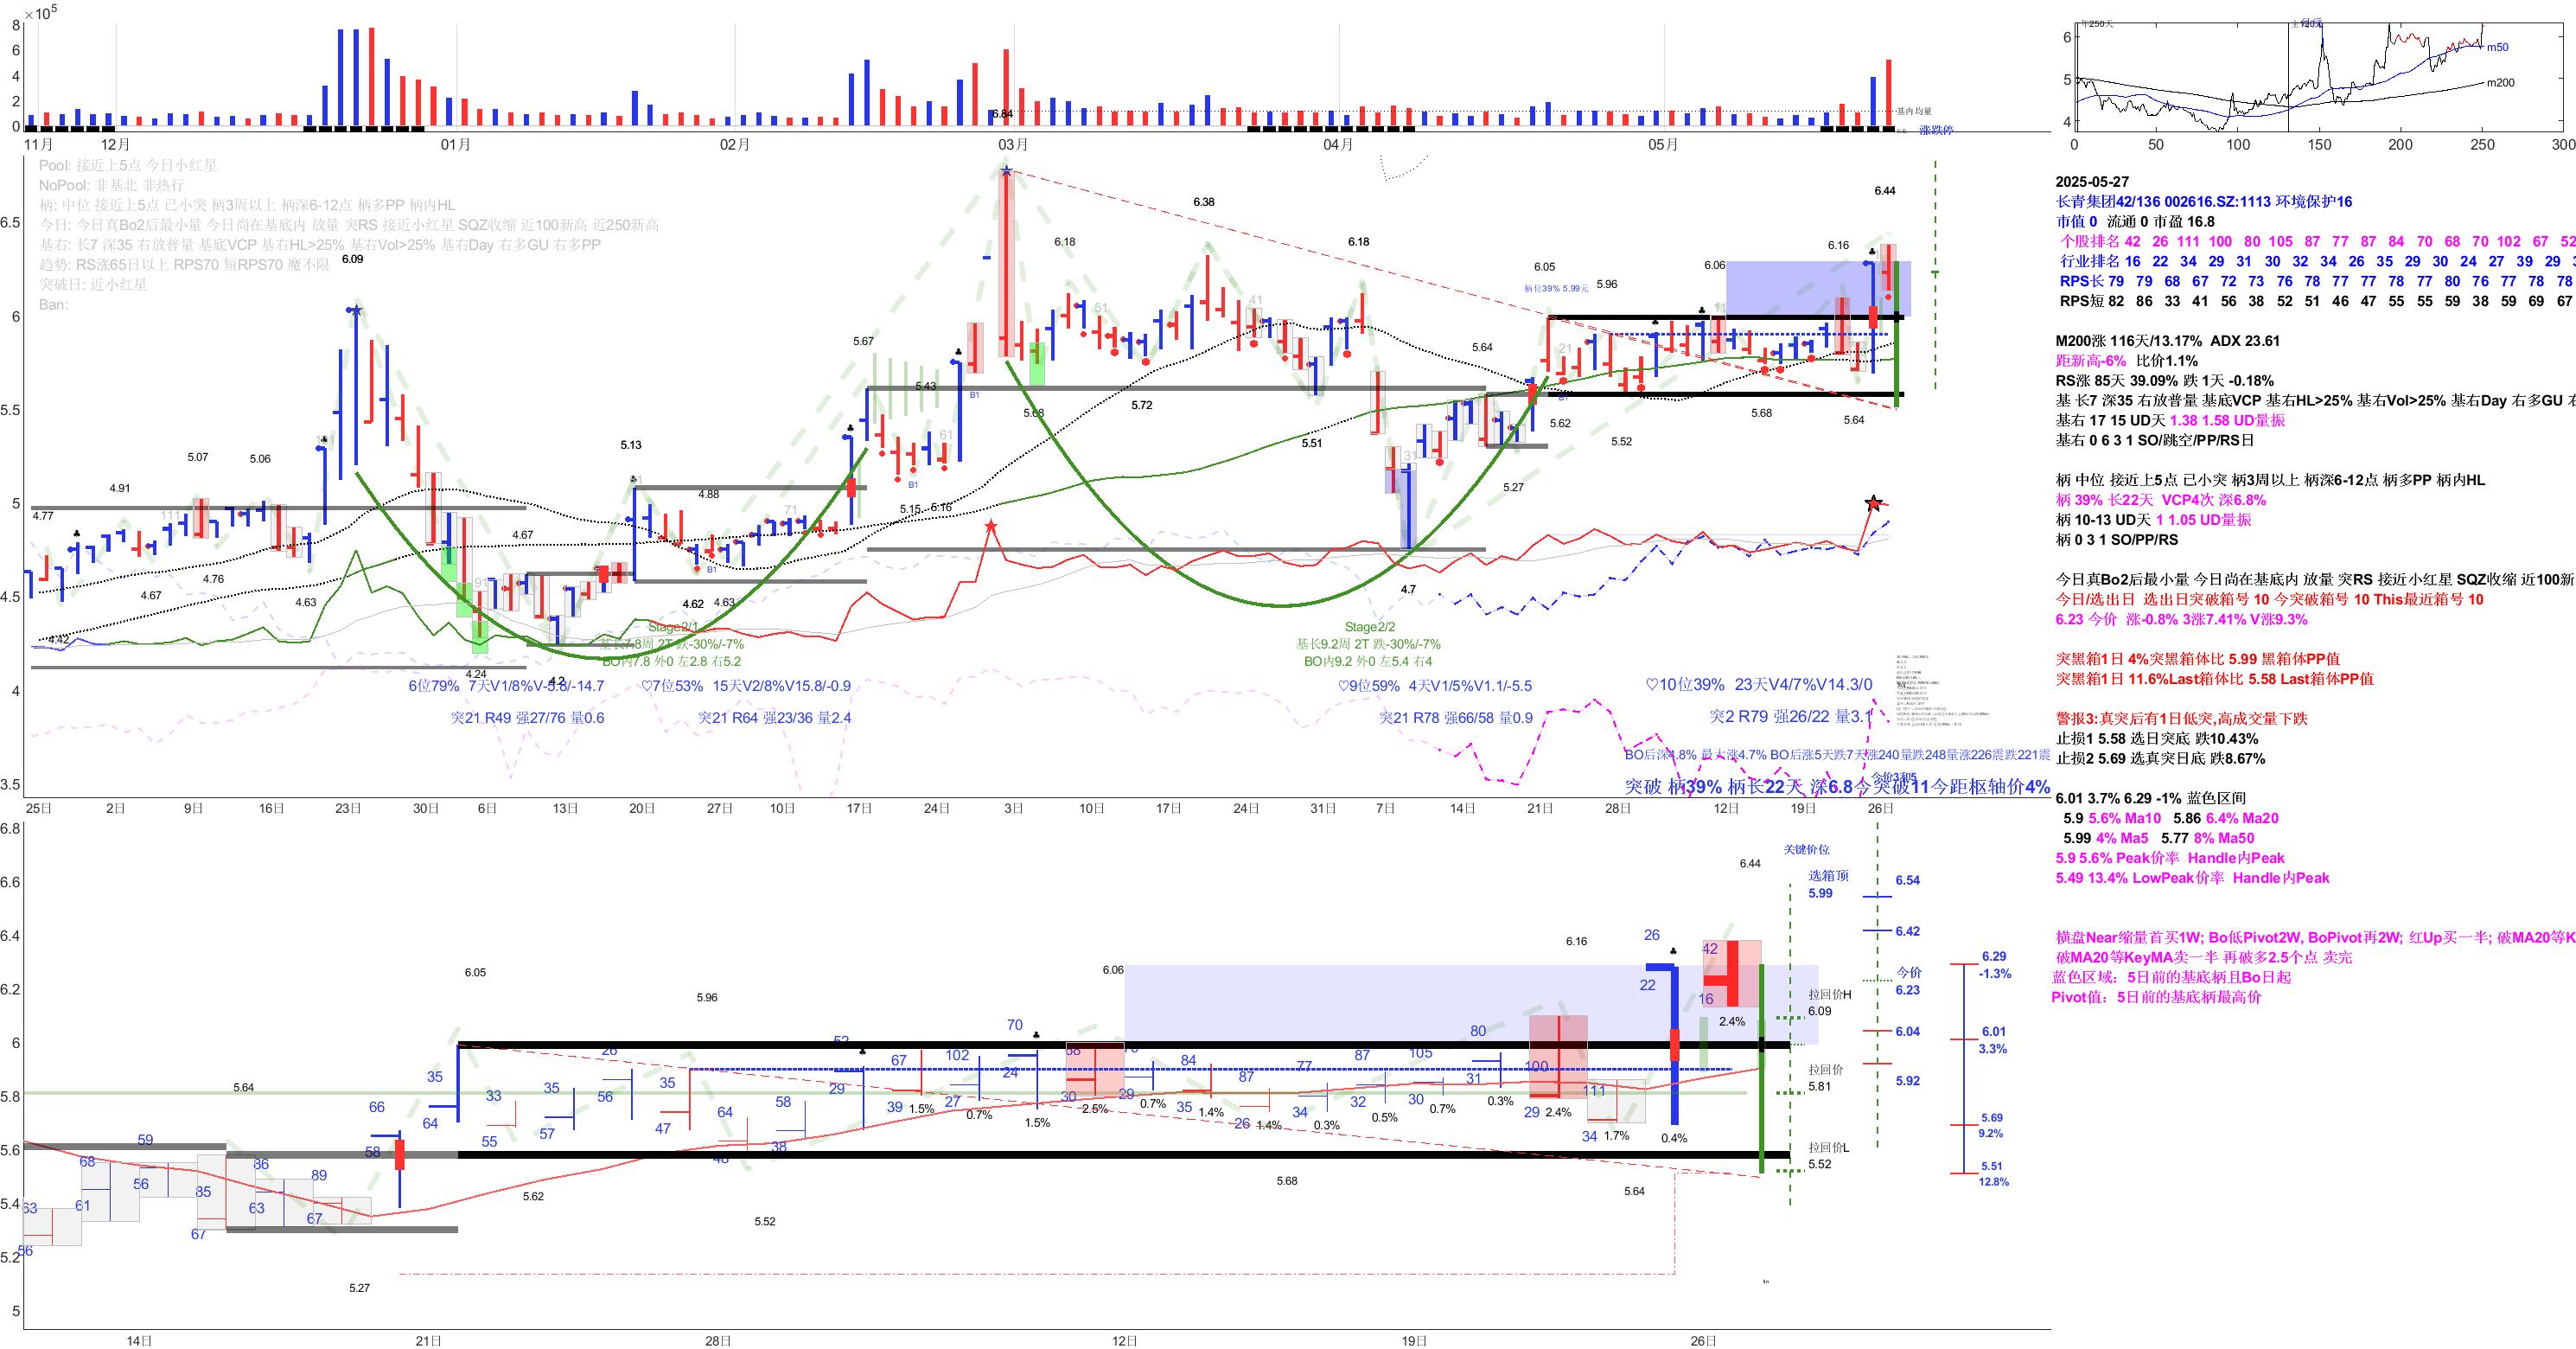 ×10⁵
8
6
4
2
0
6.84
基内均量
涨跌停
11月 12月 01月 02月 03月 04月 05月
Pool: 接近上5点 今日小红星
NoPool: 非基北 非热行
柄: 中位 接近上5点 己小突 柄3周以上 柄深6-12点 柄多PP 柄内HL
今日: 今日真Bo2后最小量 今日尚在基底内 放量 突RS 接近小红星 SQZ收缩 近100新高 近250新高
基右: 长7 深35 右放普量 基底VCP 基右HL>25% 基右Vol>25% 基右Day 右多GU 右多PP
趋势: RS涨65日以上 RPS70 短RPS70 魔不限
突破日: 近小红星
Ban:
6.5
6
5.5
5
4.5
4
3.5
6.09
6.38
6.44
6.18
6.18
6.16
6.05
6.06
柄位39% 5.99元
5.96
51
41
5.67
5.64
5.43
B1
5.68
5.72
21
5.62
5.68
5.64
5.52
5.51
61
31
5.13
5.07
5.06
4.91
4.88
4.77
111
71
B1
5.15
5.16
5.27
4.67
4.76
4.67
4.63
91
B1
4.62
4.63
4.7
4.42
4.24
4.2
Stage2/1
基长7.8周 2T 跌-30%/-7%
BO内7.8 外0 左2.8 右5.2
Stage2/2
基长9.2周 2T 跌-30%/-7%
BO内9.2 外0 左5.4 右4
6位79% 7天V1/8%V-5.8/-14.7
♡7位53% 15天V2/8%V15.8/-0.9
♡9位59% 4天V1/5%V1.1/-5.5
♡10位39% 23天V4/7%V14.3/0
突21 R49 强27/76 量0.6
突21 R64 强23/36 量2.4
突21 R78 强66/58 量0.9
突2 R79 强26/22 量3.1
BO后深4.8% 最大涨4.7% BO后涨5天跌7天涨240量跌248量涨226震跌221震
突破 柄39% 柄长22天 深6.8今突破11今距枢轴价4%
25日 2日 9日 16日 23日 30日 6日 13日 20日 27日 10日 17日 24日 3日 10日 17日 24日 31日 7日 14日 21日 28日 12日 19日 26日
6.8
6.6
6.4
6.2
6
5.8
5.6
5.4
5.2
5
6.44
6.16
6.05
6.06
5.96
5.64
5.62
5.68
5.64
5.52
5.27
59
68
56
86
89
61
85
63
67
67
66
58
35
64
33
55
35
57
26
56
35
47
64
58
67
39
102
27
70
24
30
29
84
35
87
26
77
34
87
32
105
30
80
31
100
29
111
34
26
22
42
16
1.5% 0.7% 1.5% 2.5% 0.7% 1.4% 1.4% 0.3% 0.5% 0.7% 0.3% 2.4% 1.7% 0.4% 2.4%
关键价位
选箱顶
5.99
拉回价H
6.09
拉回价
5.81
拉回价L
5.52
6.54
6.42
今价
6.23
6.04
5.92
6.29
-1.3%
6.01
3.3%
5.69
9.2%
5.51
12.8%
14日 21日 28日 12日 19日 26日
年250天
6
5
4
m50
m200
0 50 100 150 200 250 300
2025-05-27
长青集团42/136 002616.SZ:1113 环境保护16
市值 0 流通 0 市盈 16.8
个股排名 42 26 111 100 80 105 87 77 87 84 70 68 70 102 67 52
行业排名 16 22 34 29 31 30 32 34 26 35 29 30 24 27 39 29
RPS长 79 79 68 67 72 73 76 78 77 77 78 77 80 76 77 78 78
RPS短 82 86 33 41 56 38 52 51 46 47 55 55 59 38 59 69 67
M200涨 116天/13.17% ADX 23.61
距新高-6% 比价1.1%
RS涨 85天 39.09% 跌 1天 -0.18%
基 长7 深35 右放普量 基底VCP 基右HL>25% 基右Vol>25% 基右Day 右多GU
基右 17 15 UD天 1.38 1.58 UD量振
基右 0 6 3 1 SO/跳空/PP/RS日
柄 中位 接近上5点 己小突 柄3周以上 柄深6-12点 柄多PP 柄内HL
柄 39% 长22天 VCP4次 深6.8%
柄 10-13 UD天 1 1.05 UD量振
柄 0 3 1 SO/PP/RS
今日真Bo2后最小量 今日尚在基底内 放量 突RS 接近小红星 SQZ收缩 近100新
今日/选出日 选出日突破箱号 10 今突破箱号 10 This最近箱号 10
6.23 今价 涨-0.8% 3涨7.41% V涨9.3%
突黑箱1日 4%突黑箱体比 5.99 黑箱体PP值
突黑箱1日 11.6%Last箱体比 5.58 Last箱体PP值
警报3:真突后有1日低突,高成交量下跌
止损1 5.58 选日突底 跌10.43%
止损2 5.69 选真突日底 跌8.67%
6.01 3.7% 6.29 -1% 蓝色区间
5.9 5.6% Ma10 5.86 6.4% Ma20
5.99 4% Ma5 5.77 8% Ma50
5.9 5.6% Peak价率 Handle内Peak
5.49 13.4% LowPeak价率 Handle内Peak
横盘Near缩量首买1W; Bo低Pivot2W, BoPivot再2W; 红Up买一半; 破MA20等K
破MA20等KeyMA卖一半 再破多2.5个点 卖完
蓝色区域: 5日前的基底柄且Bo日起
Pivot值: 5日前的基底柄最高价